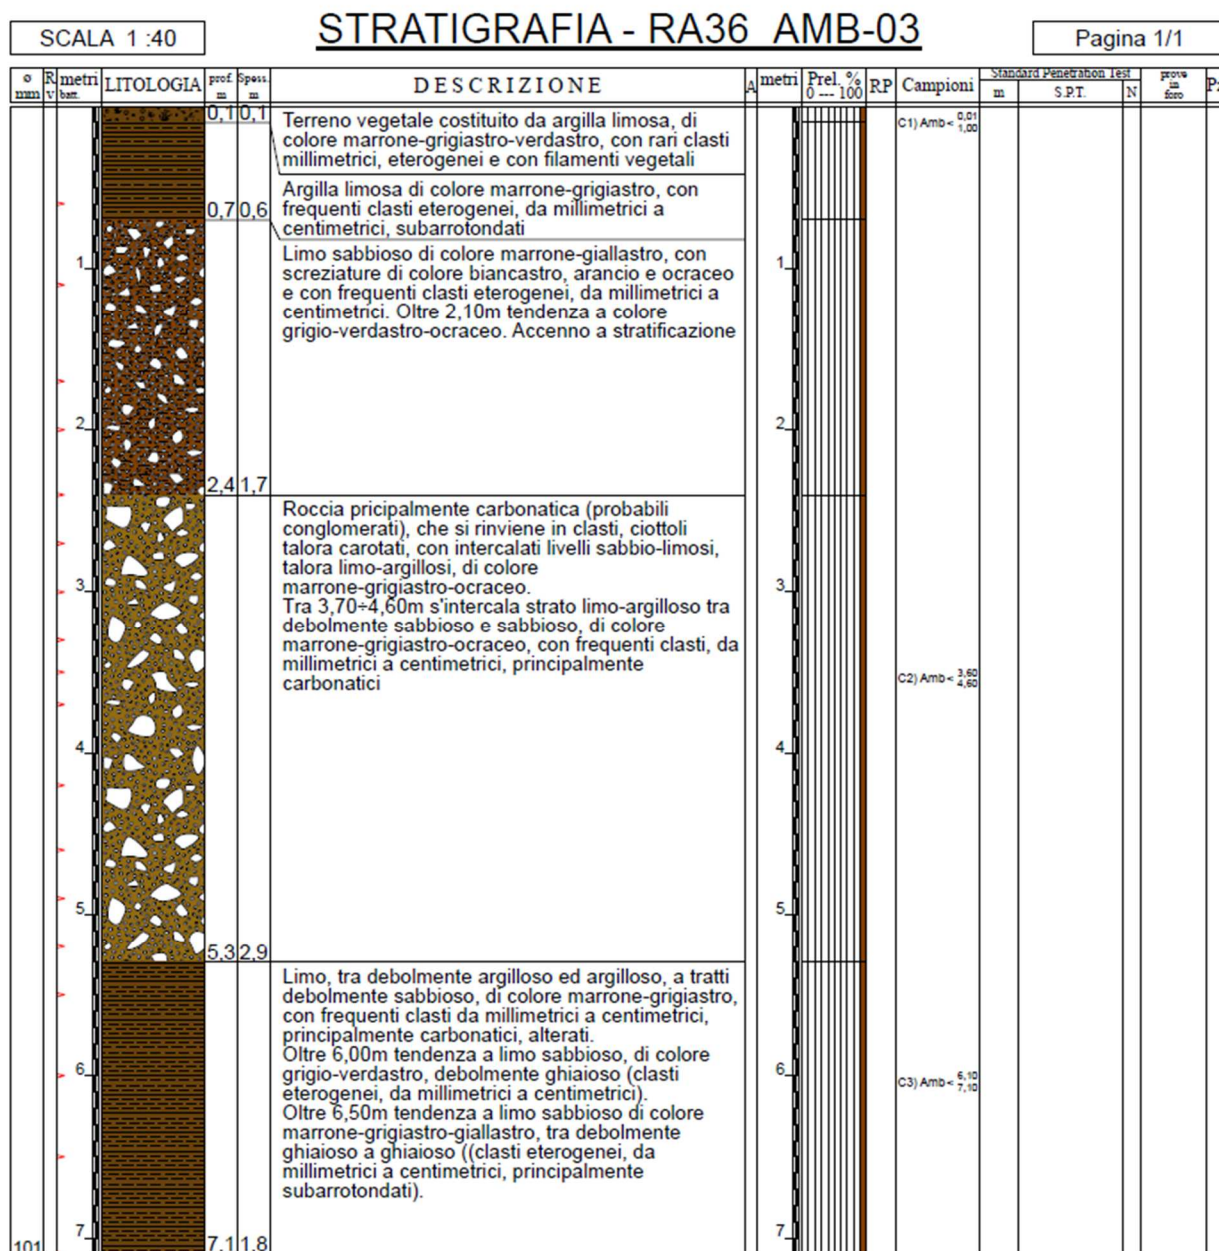 SCALA 1 :40
STRATIGRAFIA - RA36 AMB-03
Pagina 1/1
ø mm
R v
metri batt.
LITOLOGIA
prof. m
Spess. m
DESCRIZIONE
A
metri
Prel. % 0 --- 100
RP
Campioni
Standard Penetration Test
m
S.P.T.
N
prove in foro
0,1 0,1
Terreno vegetale costituito da argilla limosa, di
colore marrone-grigiastro-verdastro, con rari clasti
millimetrici, eterogenei e con filamenti vegetali
C1) Amb< 0,01 1,00
0,7 0,6
Argilla limosa di colore marrone-grigiastro, con
frequenti clasti eterogenei, da millimetrici a
centimetrici, subarrotondati
1
Limo sabbioso di colore marrone-giallastro, con
screziature di colore biancastro, arancio e ocraceo
e con frequenti clasti eterogenei, da millimetrici a
centimetrici. Oltre 2,10m tendenza a colore
grigio-verdastro-ocraceo. Accenno a stratificazione
1
2
2
2,4 1,7
Roccia pricipalmente carbonatica (probabili
conglomerati), che si rinviene in clasti, ciottoli
talora carotati, con intercalati livelli sabbio-limosi,
talora limo-argillosi, di colore
marrone-grigiastro-ocraceo.
3
3
Tra 3,70÷4,60m s'intercala strato limo-argilloso tra
debolmente sabbioso e sabbioso, di colore
marrone-grigiastro-ocraceo, con frequenti clasti, da
millimetrici a centimetrici, principalmente
carbonatici
C2) Amb< 3,60 4,60
4
4
5
5
5,3 2,9
Limo, tra debolmente argilloso ed argilloso, a tratti
debolmente sabbioso, di colore marrone-grigiastro,
con frequenti clasti da millimetrici a centimetrici,
principalmente carbonatici, alterati.
Oltre 6,00m tendenza a limo sabbioso, di colore
grigio-verdastro, debolmente ghiaioso (clasti
eterogenei, da millimetrici a centimetrici).
6
6
C3) Amb< 6,10 7,10
Oltre 6,50m tendenza a limo sabbioso di colore
marrone-grigiastro-giallastro, tra debolmente
ghiaioso a ghiaioso ((clasti eterogenei, da
millimetrici a centimetrici, principalmente
subarrotondati).
7
7
101
7,1 1,8